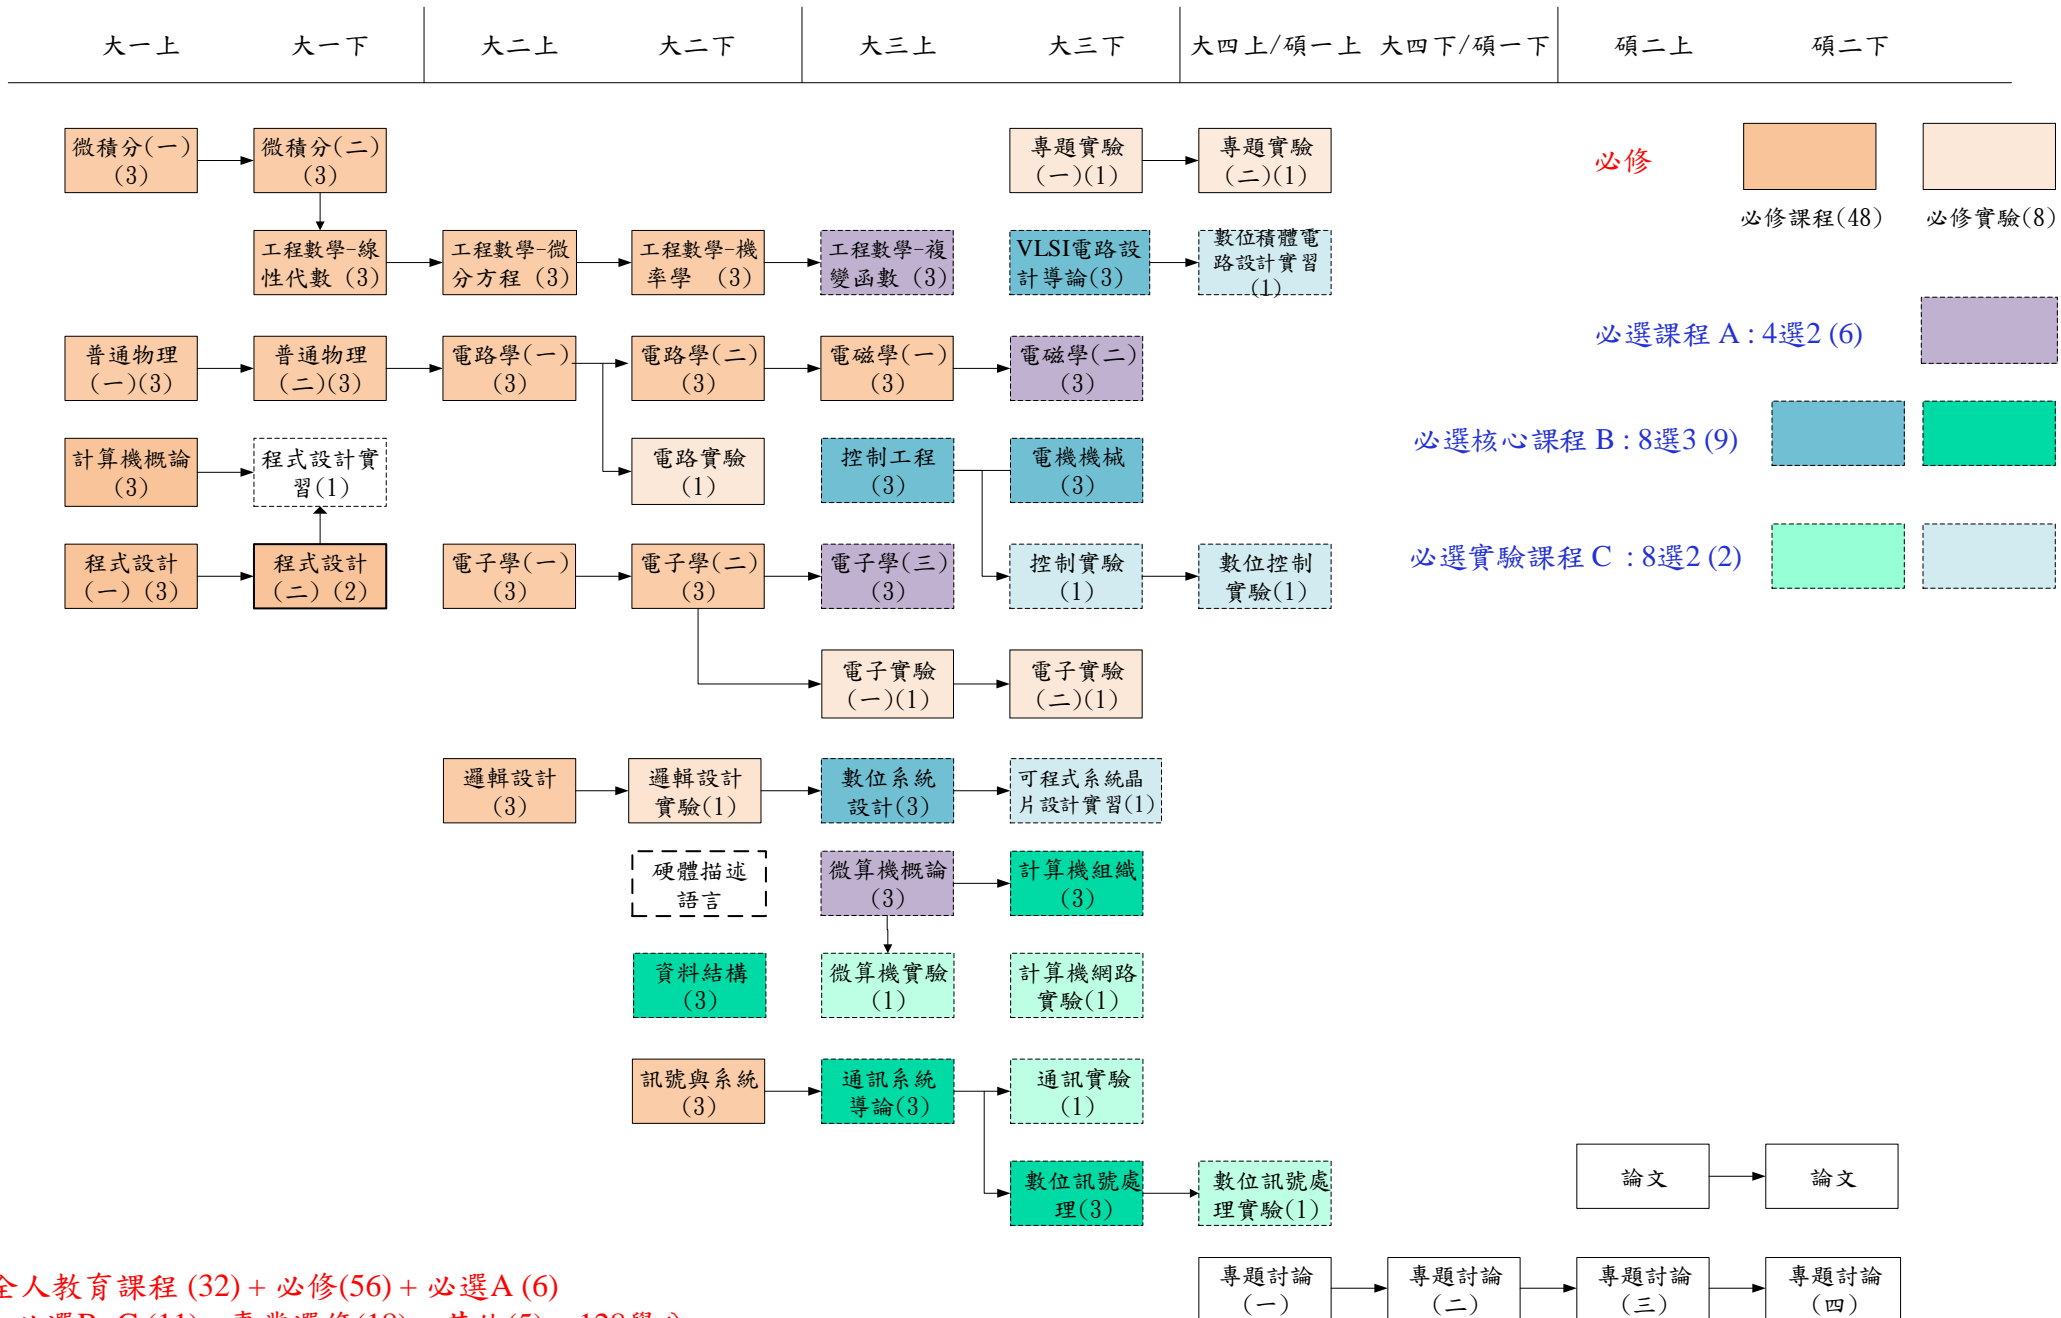 大一上 大一下 大二上 大二下 大三上 大三下 大四上/碩一上 大四下/碩一下 碩二上 碩二下
微積分(一)
(3)
微積分(二)
(3)
專題實驗
(一)(1)
專題實驗
(二)(1)
必修
必修課程(48)
必修實驗(8)
工程數學-線
性代數 (3)
工程數學-微
分方程 (3)
工程數學-機
率學 (3)
工程數學-複
變函數 (3)
VLSI電路設
計導論(3)
數位積體電
路設計實習
(1)
必選課程 A : 4選2 (6)
普通物理
(一)(3)
普通物理
(二)(3)
電路學(一)
(3)
電路學(二)
(3)
電磁學(一)
(3)
電磁學(二)
(3)
必選核心課程 B : 8選3 (9)
計算機概論
(3)
程式設計實
習(1)
電路實驗
(1)
控制工程
(3)
電機機械
(3)
必選實驗課程 C : 8選2 (2)
程式設計
(一) (3)
程式設計
(二) (2)
電子學(一)
(3)
電子學(二)
(3)
電子學(三)
(3)
控制實驗
(1)
數位控制
實驗(1)
電子實驗
(一)(1)
電子實驗
(二)(1)
邏輯設計
(3)
邏輯設計
實驗(1)
數位系統
設計(3)
可程式系統晶
片設計實習(1)
硬體描述
語言
微算機概論
(3)
計算機組織
(3)
資料結構
(3)
微算機實驗
(1)
計算機網路
實驗(1)
訊號與系統
(3)
通訊系統
導論(3)
通訊實驗
(1)
數位訊號處
理(3)
數位訊號處
理實驗(1)
論文
論文
專題討論
(一)
專題討論
(二)
專題討論
(三)
專題討論
(四)
全人教育課程 (32) + 必修(56) + 必選A (6)